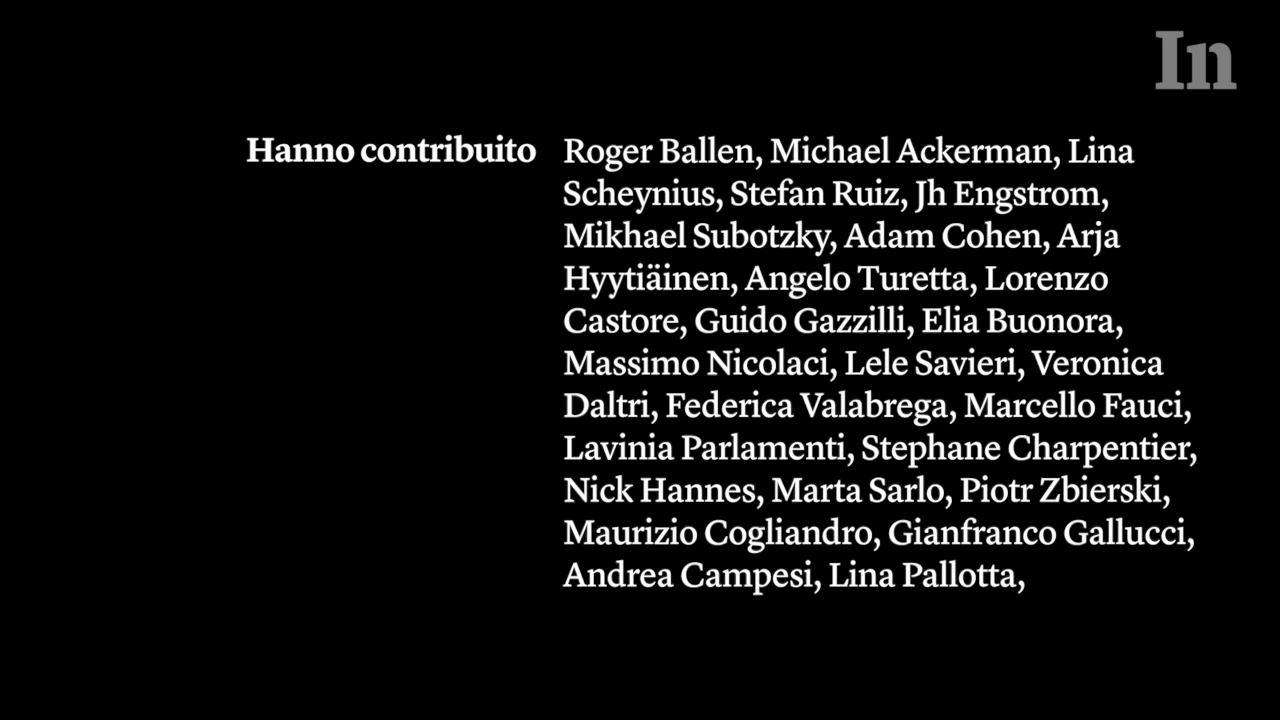 In
Hanno contribuito Roger Ballen, Michael Ackerman, Lina
Scheynius, Stefan Ruiz, Jh Engstrom,
Mikhael Subotzky, Adam Cohen, Arja
Hyytiäinen, Angelo Turetta, Lorenzo
Castore, Guido Gazzilli, Elia Buonora,
Massimo Nicolaci, Lele Savieri, Veronica
Daltri, Federica Valabrega, Marcello Fauci,
Lavinia Parlamenti, Stephane Charpentier,
Nick Hannes, Marta Sarlo, Piotr Zbierski,
Maurizio Cogliandro, Gianfranco Gallucci,
Andrea Campesi, Lina Pallotta,